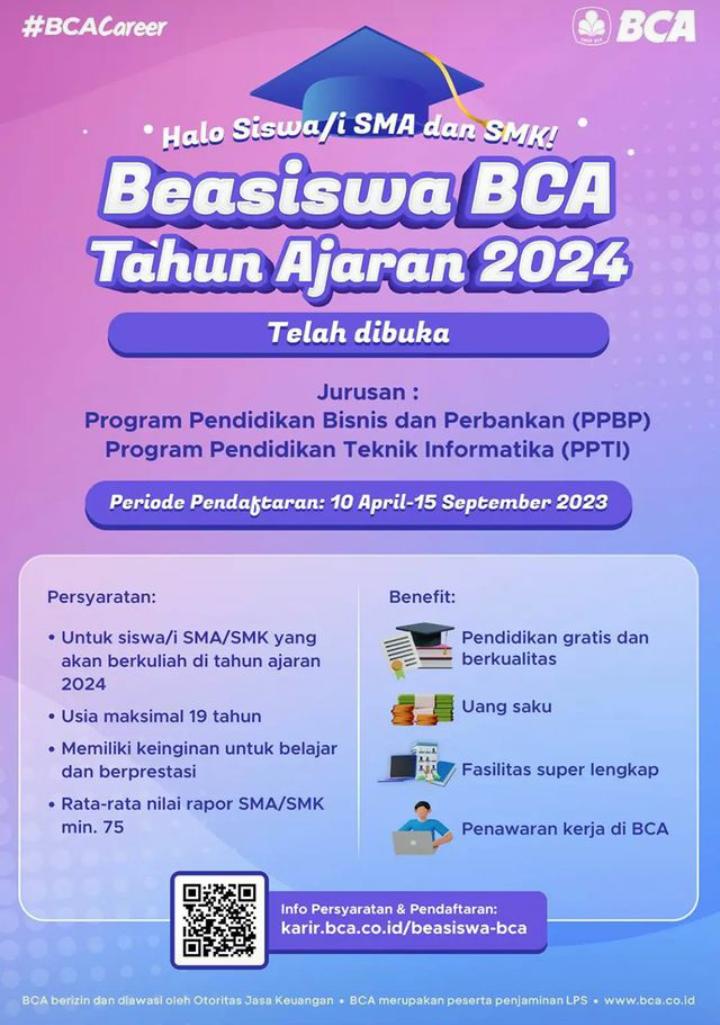 #BCACareer
BCA
Halo Siswa/i SMA dan SMK!
Beasiswa BCA
Tahun Ajaran 2024
Telah dibuka
Jurusan :
Program Pendidikan Bisnis dan Perbankan (PPBP)
Program Pendidikan Teknik Informatika (PPTI)
Periode Pendaftaran: 10 April-15 September 2023
Persyaratan:
• Untuk siswa/i SMA/SMK yang
akan berkuliah di tahun ajaran
2024
• Usia maksimal 19 tahun
• Memiliki keinginan untuk belajar
dan berprestasi
• Rata-rata nilai rapor SMA/SMK
min. 75
Benefit:
Pendidikan gratis dan
berkualitas
Uang saku
Fasilitas super lengkap
Penawaran kerja di BCA
Info Persyaratan & Pendaftaran:
karir.bca.co.id/beasiswa-bca
BCA berizin dan diawasi oleh Otoritas Jasa Keuangan • BCA merupakan peserta penjaminan LPS • www.bca.co.id